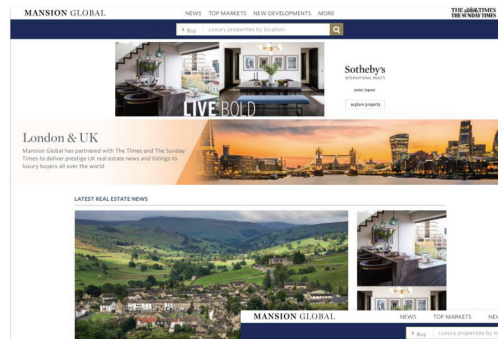 MANSION GLOBAL
NEWS TOP MARKETS NEW DEVELOPMENTS MORE
THE TIMES
THE SUNDAY TIMES
Buy Luxury properties by location
LIVE BOLD
Sotheby's
INTERNATIONAL REALTY
London, England
explore property
London & UK
Mansion Global has partnered with The Times and The Sunday
Times to deliver prestige UK real estate news and listings to
luxury buyers all over the world
LATEST REAL ESTATE NEWS
MANSION GLOBAL
NEWS TOP MARKETS NEW
Buy Luxury properties by lo